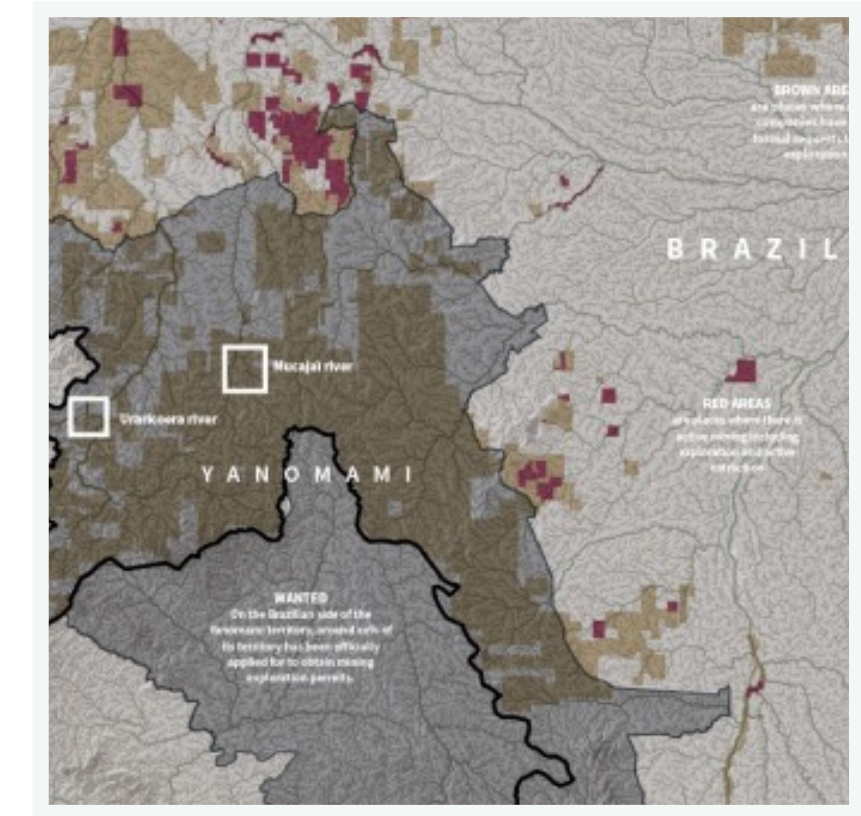 BROWN ARE
are places where
companies have
formal requests
exploration
BRAZIL
Mucajaí river
RED AREAS
are places where there is
active mining including
exploration and active
extraction
Uraricoera river
YANOMAMI
WANTED
On the Brazilian side of the
Yanomami territory, around of
its territory has been officially
applied for to obtain mining
exploration permits.